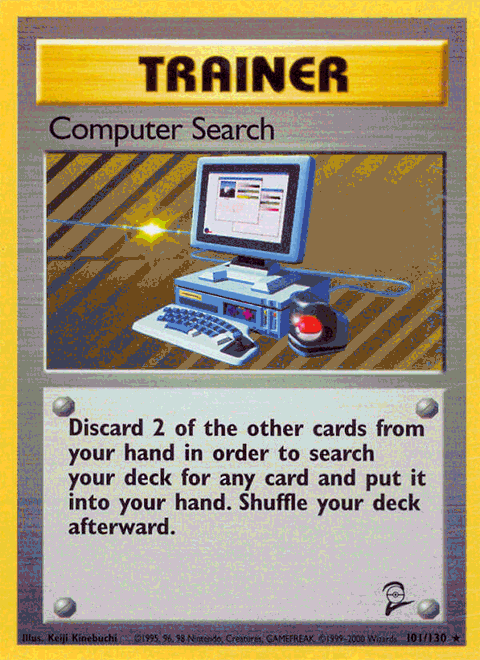 TRAINER
Computer Search
Discard 2 of the other cards from
your hand in order to search
your deck for any card and put it
into your hand. Shuffle your deck
afterward.
Illus. Keiji Kinebuchi ©1995, 96, 98 Nintendo, Creatures, GAMEFREAK. ©1999-2000 Wizards. 101/130 ★